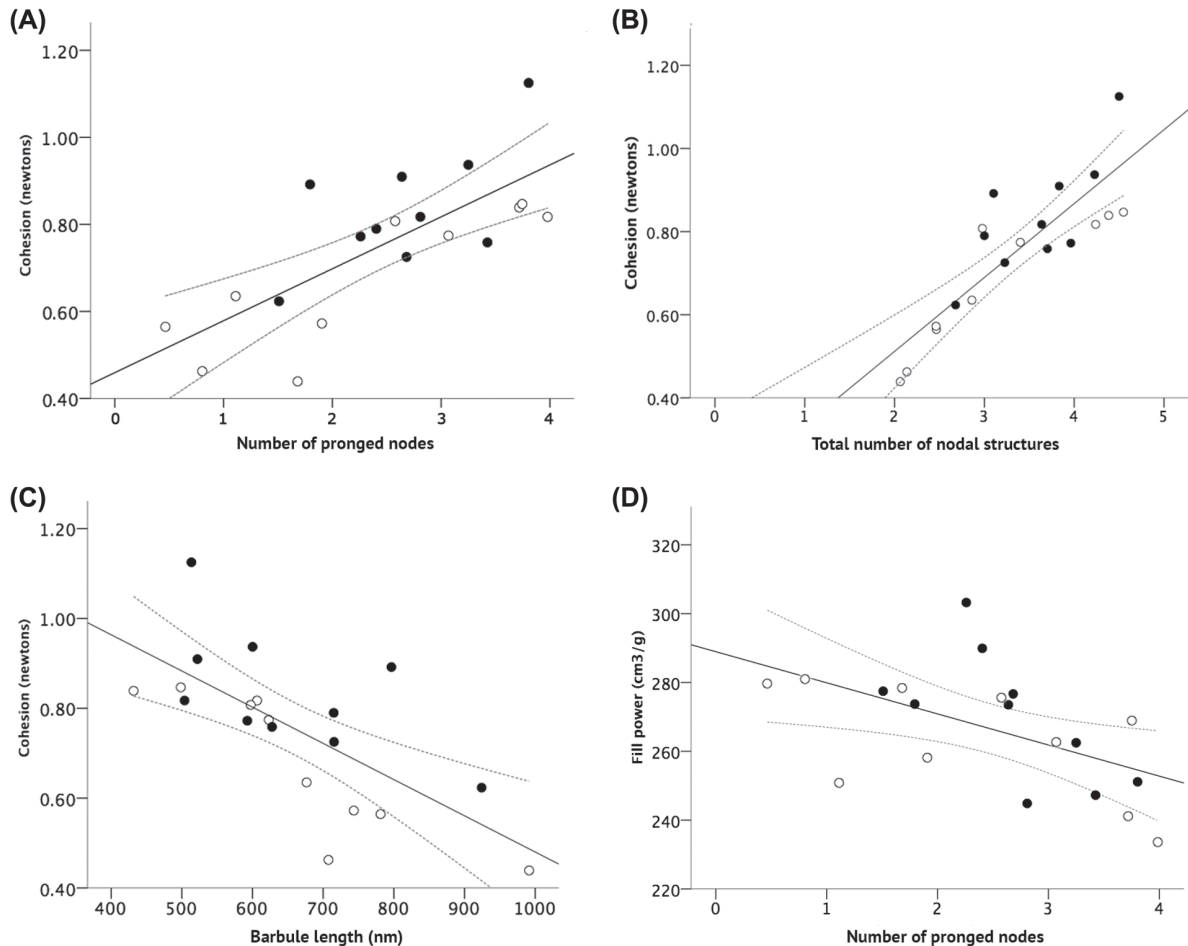 (A)
1.20
1.00
0.80
0.60
0.40
Cohesion (newtons)
0 1 2 3 4
Number of pronged nodes
(B)
1.20
1.00
0.80
0.60
0.40
Cohesion (newtons)
0 1 2 3 4 5
Total number of nodal structures
(C)
1.20
1.00
0.80
0.60
0.40
Cohesion (newtons)
400 500 600 700 800 900 1000
Barbule length (nm)
(D)
320
300
280
260
240
220
Fill power (cm3/g)
0 1 2 3 4
Number of pronged nodes